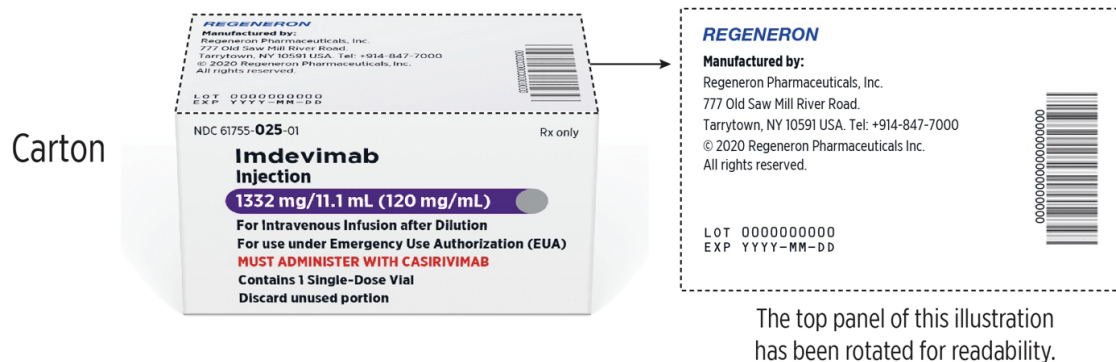 Carton
REGENERON
Manufactured by:
Regeneron Pharmaceuticals, Inc.
777 Old Saw Mill River Road.
Tarrytown, NY 10591 USA. Tel: +914-847-7000
© 2020 Regeneron Pharmaceuticals, Inc.
All rights reserved.
LOT 0000000000
EXP YYYY-MM-DD
NDC 61755-025-01
Rx only
Imdevimab
Injection
1332 mg/11.1 mL (120 mg/mL)
For Intravenous Infusion after Dilution
For use under Emergency Use Authorization (EUA)
MUST ADMINISTER WITH CASIRIVIMAB
Contains 1 Single-Dose Vial
Discard unused portion
REGENERON
Manufactured by:
Regeneron Pharmaceuticals, Inc.
777 Old Saw Mill River Road.
Tarrytown, NY 10591 USA. Tel: +914-847-7000
© 2020 Regeneron Pharmaceuticals Inc.
All rights reserved.
LOT 0000000000
EXP YYYY-MM-DD
The top panel of this illustration
has been rotated for readability.